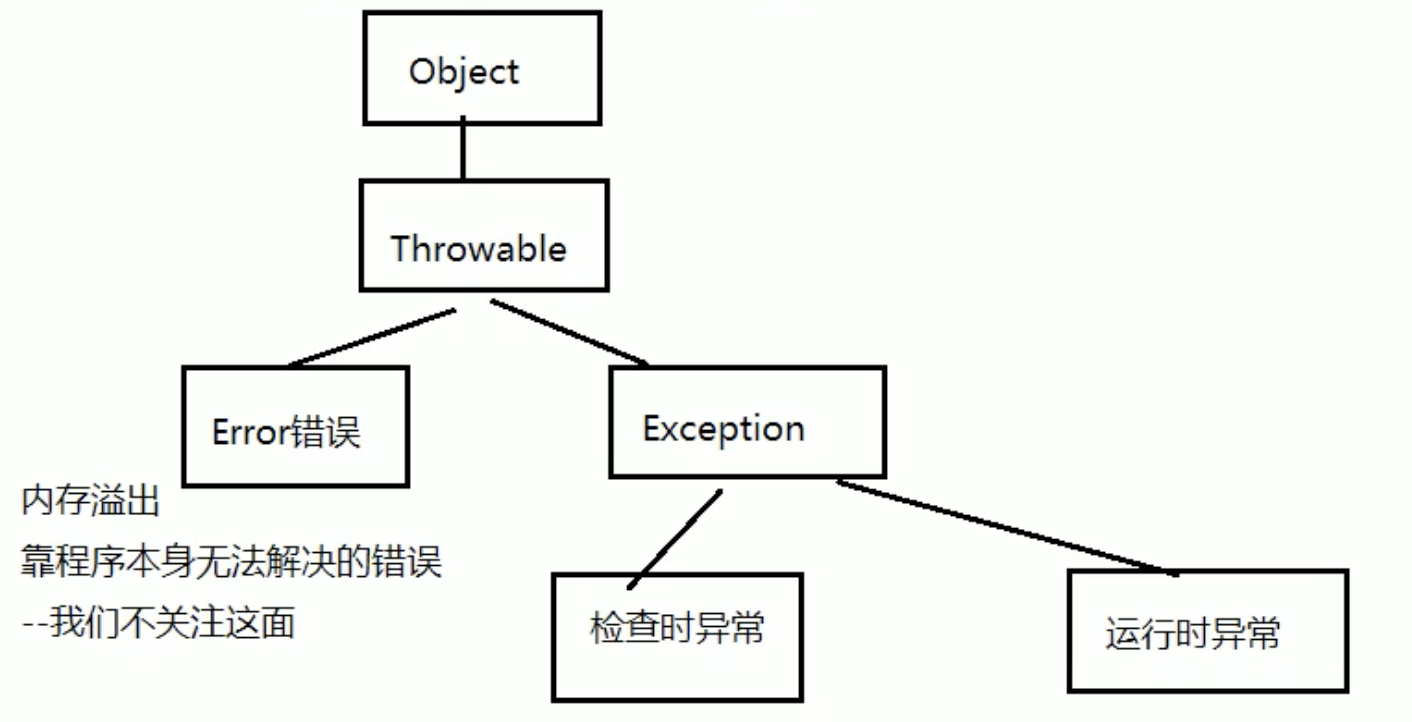 Object
Throwable
Error错误
Exception
内存溢出
靠程序本身无法解决的错误
--我们不关注这面
检查时异常
运行时异常